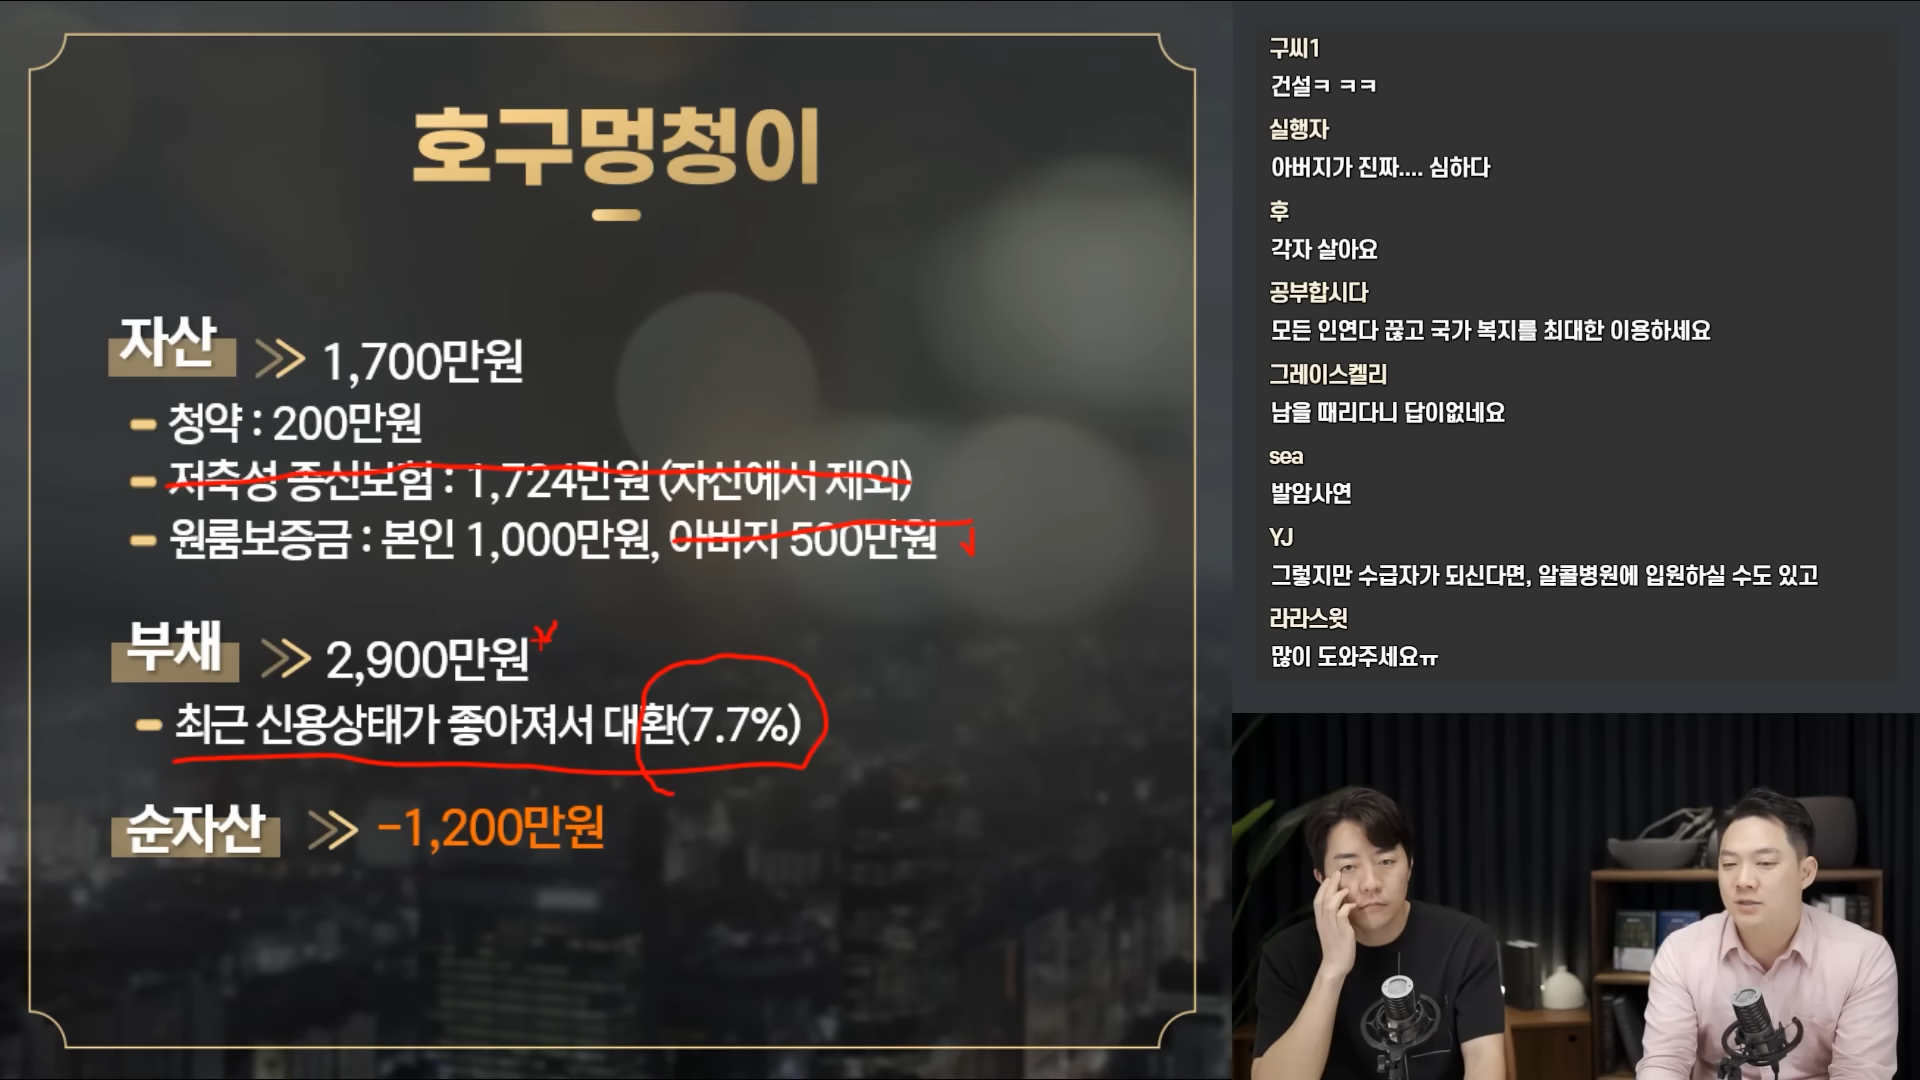 호구멍청이
자산 >> 1,700만원
- 청약 : 200만원
- 저축성 종신보험 : 1,724만원 (자산에서 제외)
- 원룸보증금 : 본인 1,000만원, 아버지 500만원
부채 >> 2,900만원
- 최근 신용상태가 좋아져서 대환(7.7%)
순자산 >> -1,200만원
구씨1
건설ㅋ ㅋㅋ
실행자
아버지가 진짜.... 심하다
후
각자 살아요
공부합시다
모든 인연다 끊고 국가 복지를 최대한 이용하세요
그레이스켈리
남을 때리다니 답이없네요
sea
발암사연
YJ
그렇지만 수급자가 되신다면, 알콜병원에 입원하실 수도 있고
라라스윗
많이 도와주세요ㅠ